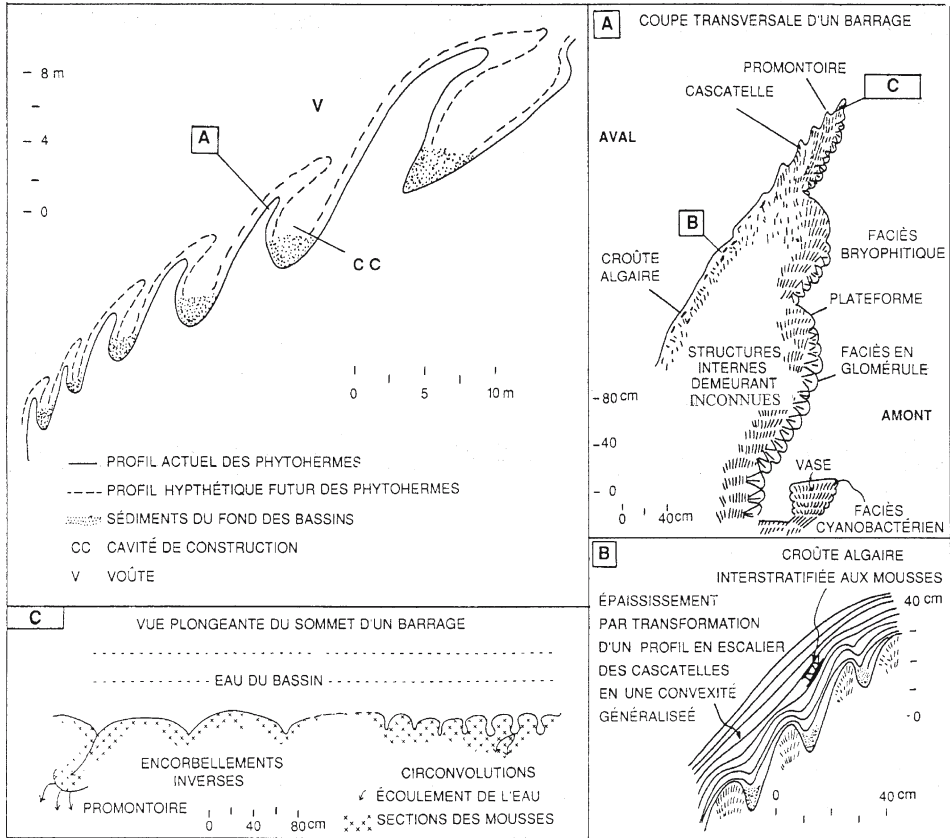 8 m
4
0
V
A
CC
0 5 10 m
PROFIL ACTUEL DES PHYTOHERMES
PROFIL HYPTHÉTIQUE FUTUR DES PHYTOHERMES
SÉDIMENTS DU FOND DES BASSINS
CC CAVITÉ DE CONSTRUCTION
V VOÛTE
A COUPE TRANSVERSALE D'UN BARRAGE
PROMONTOIRE
CASCATELLE
C
AVAL
B
CROÛTE
ALGAIRE
FACIÈS
BRYOPHITIQUE
PLATEFORME
FACIÈS EN
GLOMÉRULE
STRUCTURES
INTERNES
DEMEURANT
INCONNUES
AMONT
80 cm
40
0
0 40cm
VASE
FACIÈS
CYANOBACTÉRIEN
B
CROÛTE ALGAIRE
INTERSTRATIFIÉE AUX MOUSSES
ÉPAISSISSEMENT
PAR TRANSFORMATION
D'UN PROFIL EN ESCALIER
DES CASCATELLES
EN UNE CONVEXITÉ
GÉNÉRALISEÉ
40 cm
0
0 40 cm
C
VUE PLONGEANTE DU SOMMET D'UN BARRAGE
EAU DU BASSIN
ENCORBELLEMENTS
INVERSES
PROMONTOIRE
0 40 80cm
CIRCONVOLUTIONS
ÉCOULEMENT DE L'EAU
SECTIONS DES MOUSSES